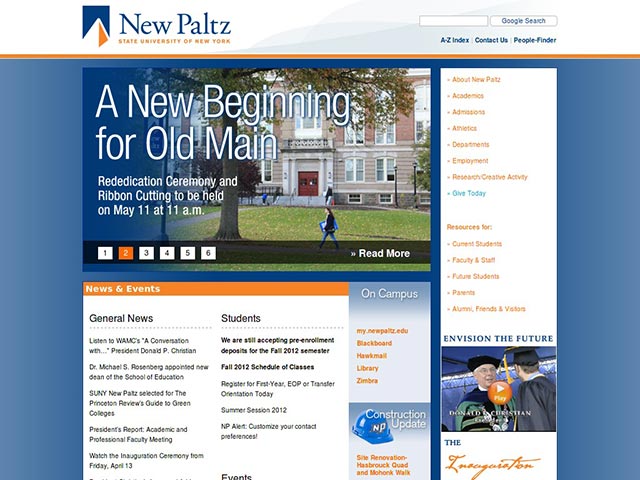 New Paltz
STATE UNIVERSITY OF NEW YORK
Google Search
A-Z Index | Contact Us | People-Finder
A New Beginning
for Old Main
Rededication Ceremony and
Ribbon Cutting to be held
on May 11 at 11 a.m.
1 2 3 4 5 6
» Read More
» About New Paltz
» Academics
» Admissions
» Athletics
» Departments
» Employment
» Research/Creative Activity
» Give Today
Resources for:
» Current Students
» Faculty & Staff
» Future Students
» Parents
» Alumni, Friends & Visitors
News & Events
General News
Listen to WAMC's "A Conversation
with..." President Donald P. Christian
Dr. Michael S. Rosenberg appointed new
dean of the School of Education
SUNY New Paltz selected for The
Princeton Review's Guide to Green
Colleges
President's Report: Academic and
Professional Faculty Meeting
Watch the Inauguration Ceremony from
Friday, April 13
Students
We are still accepting pre-enrollment
deposits for the Fall 2012 semester
Fall 2012 Schedule of Classes
Register for First-Year, EOP or Transfer
Orientation Today
Summer Session 2012
NP Alert: Customize your contact
preferences!
Events
On Campus
my.newpaltz.edu
Blackboard
Hawkmail
Library
Zimbra
Construction
Update
NP
Site Renovation-
Hasbrouck Quad
and Mohonk Walk
ENVISION THE FUTURE
Play
DONALD P. CHRISTIAN
THE
Inauguration